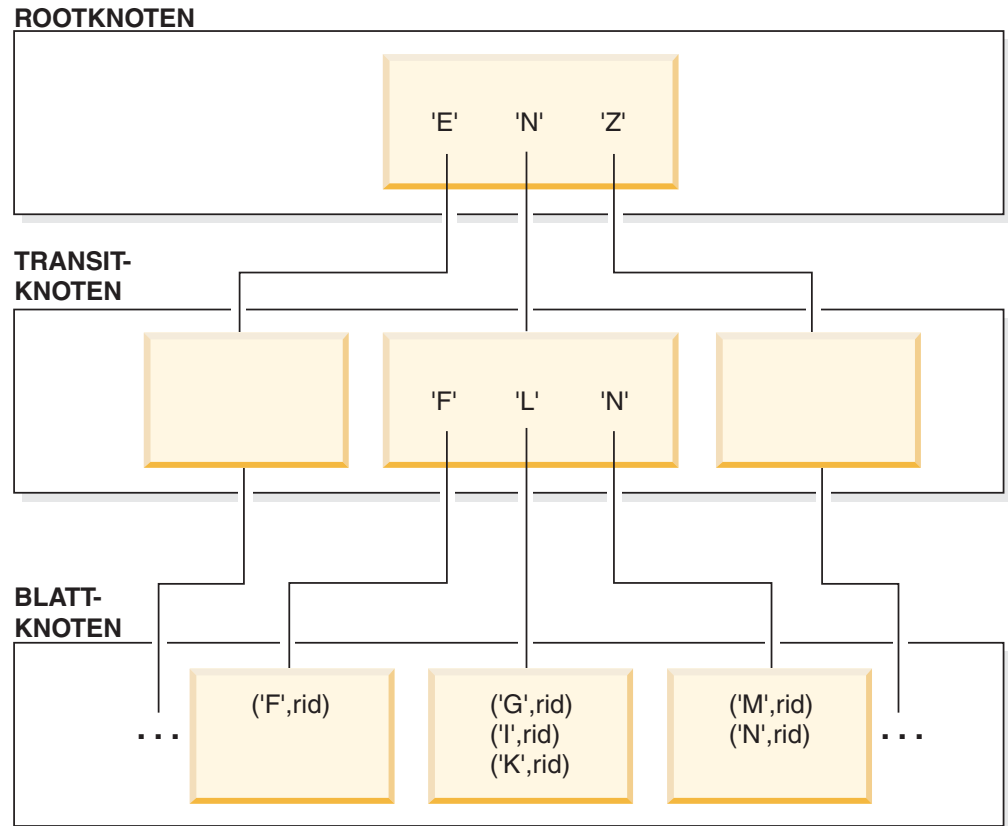 ROOTKNOTEN
'E' 'N' 'Z'
TRANSIT-
KNOTEN
'F' 'L' 'N'
BLATT-
KNOTEN
('F',rid)
('G',rid)
('I',rid)
('K',rid)
('M',rid)
('N',rid)
. . .
. . .